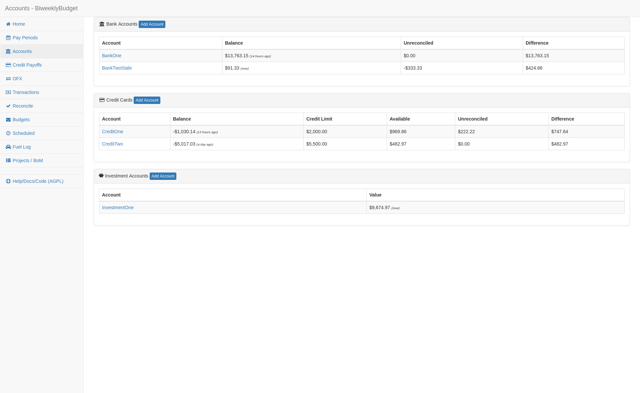 Accounts - BiweeklyBudget
Home
Pay Periods
Accounts
Credit Payoffs
OFX
Transactions
Reconcile
Budgets
Scheduled
Fuel Log
Projects / BoM
Help/Docs/Code (AGPL)
Bank Accounts Add Account
Account Balance Unreconciled Difference
BankOne $13,763.15 (14 hours ago) $0.00 $13,763.15
BankTwoStale $91.33 -$333.33 $424.66
Credit Cards Add Account
Account Balance Credit Limit Available Unreconciled Difference
CreditOne -$1,030.14 (13 hours ago) $2,000.00 $969.86 $222.22 $747.64
CreditTwo -$5,017.03 (a day ago) $5,500.00 $482.97 $0.00 $482.97
Investment Accounts Add Account
Account Value
InvestmentOne $9,674.97